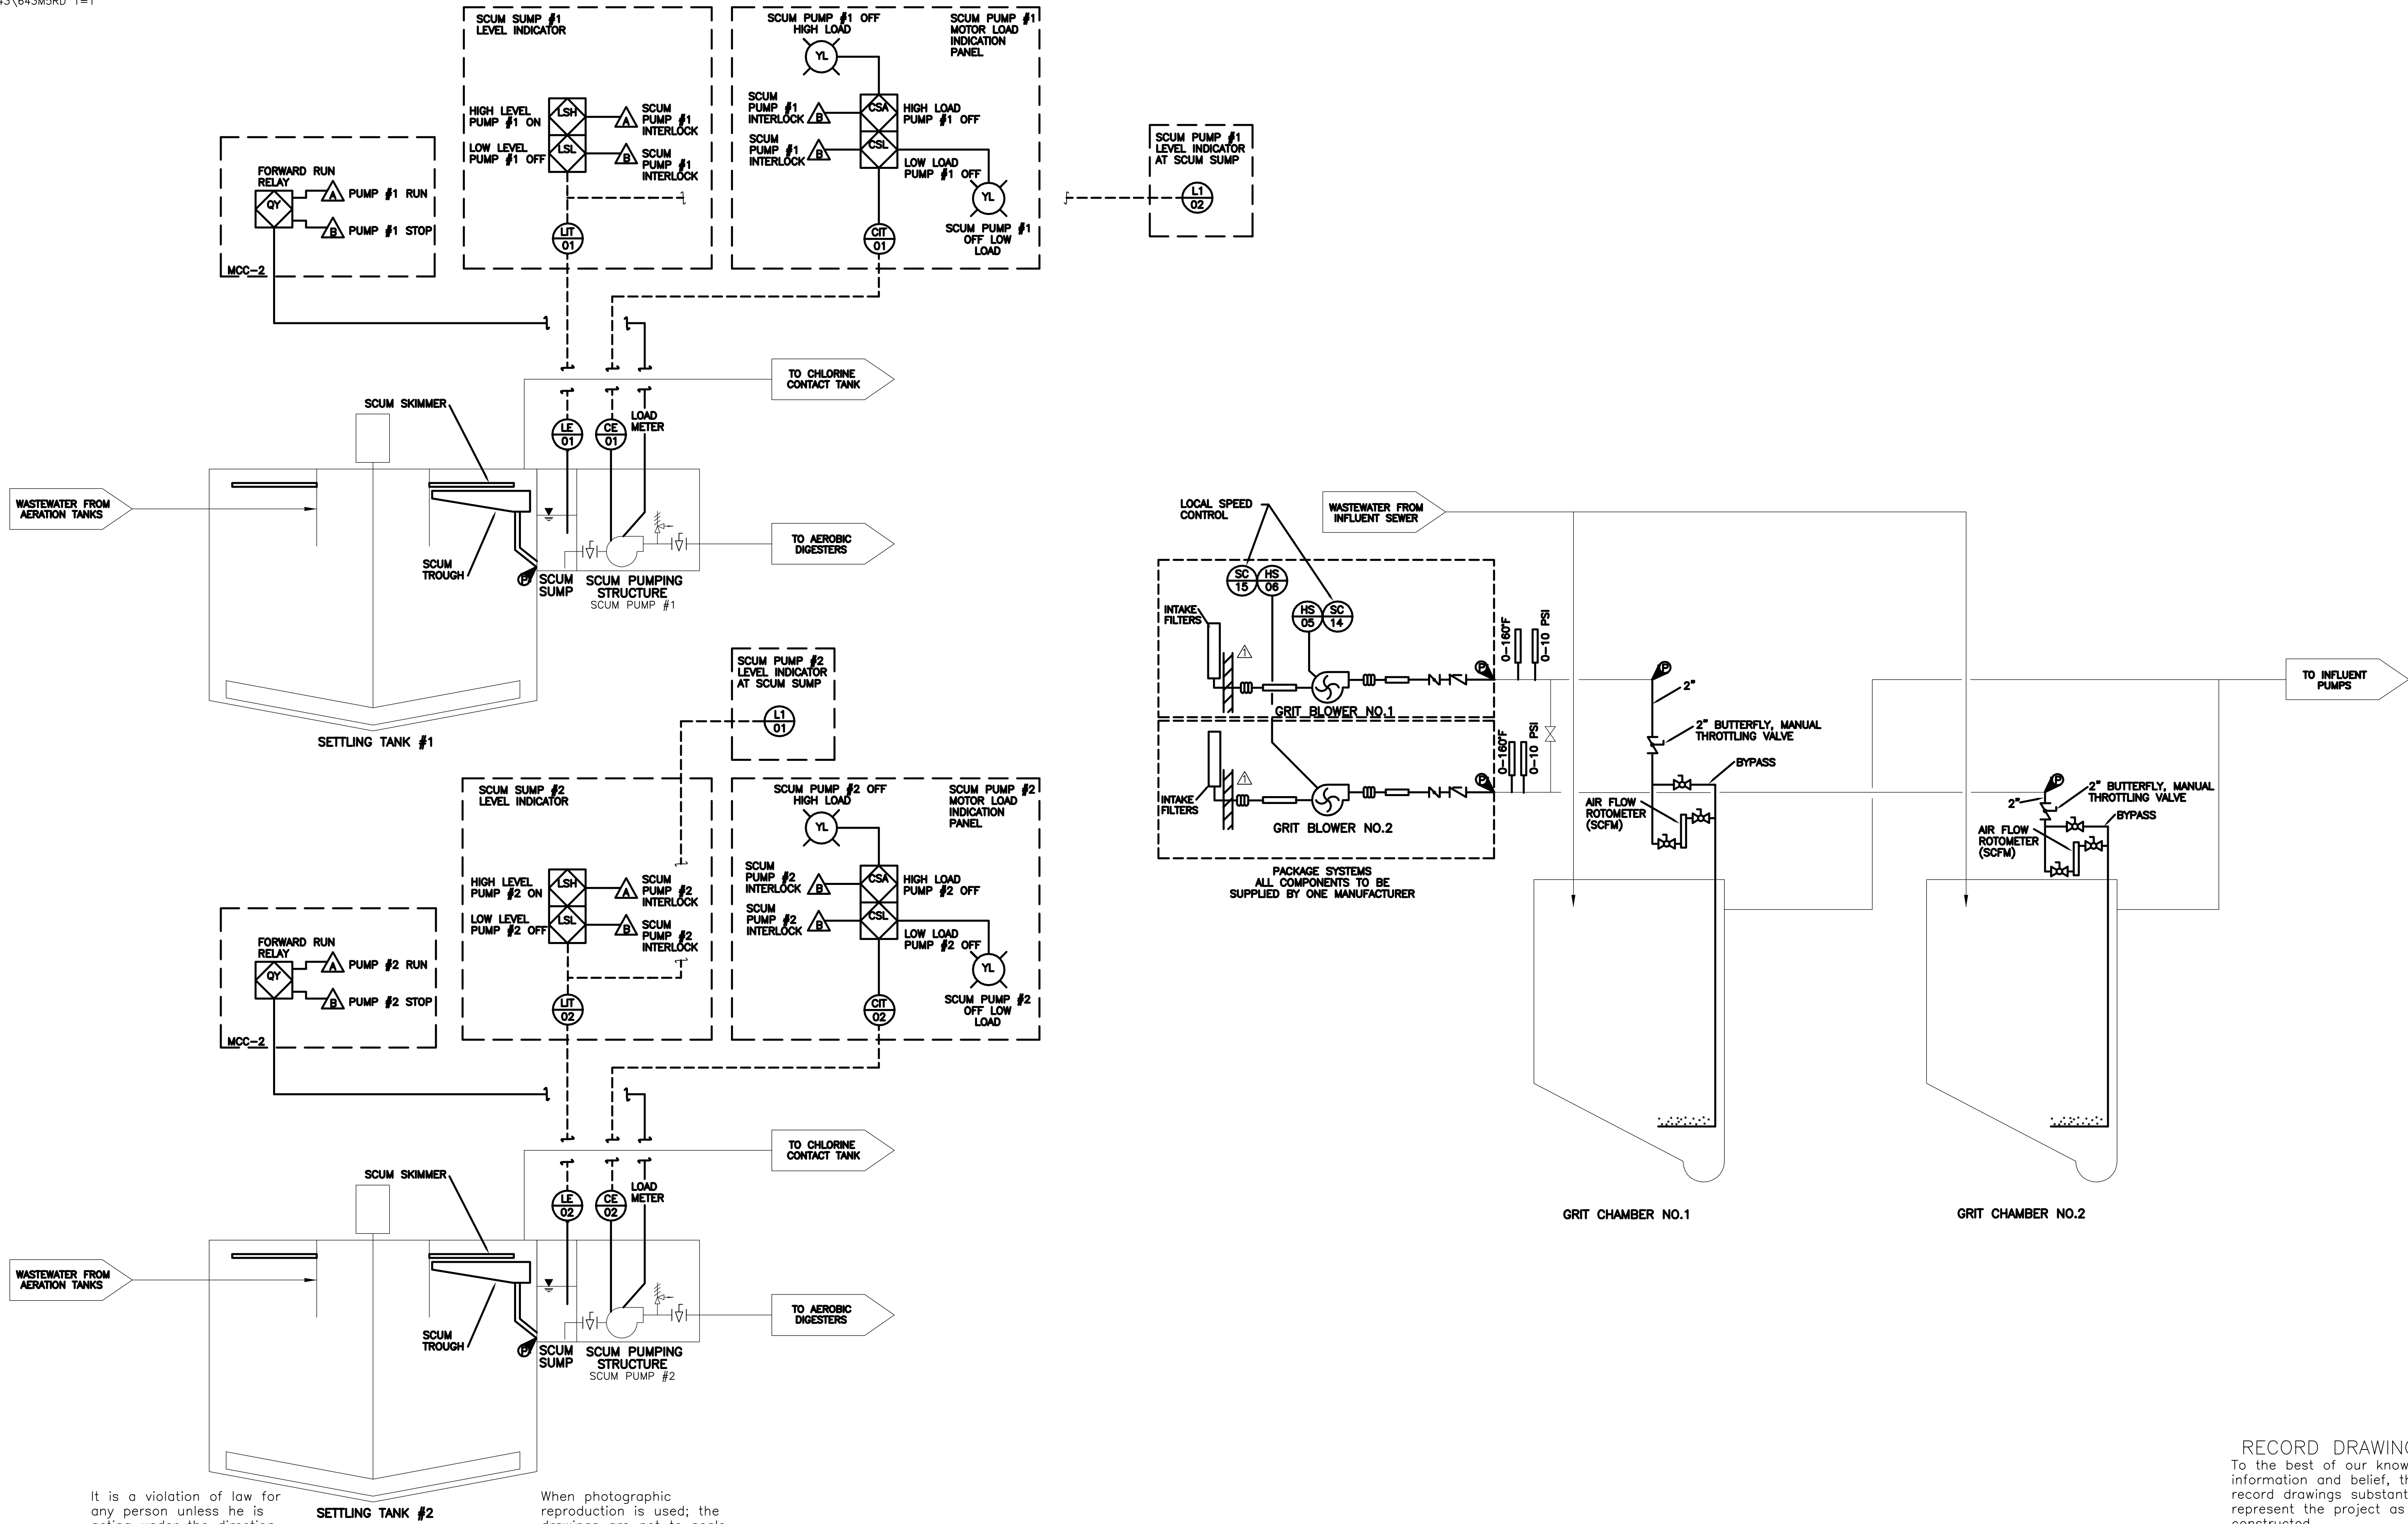 SCUM SUMP #1
LEVEL INDICATOR
HIGH LEVEL
PUMP #1 ON
LSH
A
SCUM
PUMP #1
INTERLOCK
LOW LEVEL
PUMP #1 OFF
LSL
B
SCUM
PUMP #1
INTERLOCK
LIT
01
SCUM PUMP #1 OFF
HIGH LOAD
YL
SCUM PUMP #1
MOTOR LOAD
INDICATION
PANEL
SCUM
PUMP #1
INTERLOCK
B
CSA
HIGH LOAD
PUMP #1 OFF
SCUM
PUMP #1
INTERLOCK
B
CSL
LOW LOAD
PUMP #1 OFF
YL
SCUM PUMP #1
OFF LOW
LOAD
CIT
01
SCUM PUMP #1
LEVEL INDICATOR
AT SCUM SUMP
L1
02
FORWARD RUN
RELAY
QY
A
PUMP #1 RUN
B
PUMP #1 STOP
MCC-2
TO CHLORINE
CONTACT TANK
SCUM SKIMMER
LE
01
CE
01
LOAD
METER
WASTEWATER FROM
AERATION TANKS
TO AEROBIC
DIGESTERS
SCUM
TROUGH
P
SCUM
SUMP
SCUM PUMPING
STRUCTURE
SCUM PUMP #1
SETTLING TANK #1
SCUM PUMP #2
LEVEL INDICATOR
AT SCUM SUMP
L1
01
SCUM SUMP #2
LEVEL INDICATOR
HIGH LEVEL
PUMP #2 ON
LSH
A
SCUM
PUMP #2
INTERLOCK
LOW LEVEL
PUMP #2 OFF
LSL
B
SCUM
PUMP #2
INTERLOCK
LIT
02
SCUM PUMP #2 OFF
HIGH LOAD
YL
SCUM PUMP #2
MOTOR LOAD
INDICATION
PANEL
SCUM
PUMP #2
INTERLOCK
B
CSA
HIGH LOAD
PUMP #2 OFF
SCUM
PUMP #2
INTERLOCK
B
CSL
LOW LOAD
PUMP #2 OFF
YL
SCUM PUMP #2
OFF LOW
LOAD
CIT
02
FORWARD RUN
RELAY
QY
A
PUMP #2 RUN
B
PUMP #2 STOP
MCC-2
TO CHLORINE
CONTACT TANK
SCUM SKIMMER
LE
02
CE
02
LOAD
METER
WASTEWATER FROM
AERATION TANKS
TO AEROBIC
DIGESTERS
SCUM
TROUGH
P
SCUM
SUMP
SCUM PUMPING
STRUCTURE
SCUM PUMP #2
SETTLING TANK #2
It is a violation of law for
any person unless he is
acting under the direction
When photographic
reproduction is used; the
drawings are not to scale
LOCAL SPEED
CONTROL
WASTEWATER FROM
INFLUENT SEWER
SC
15
HS
06
HS
05
SC
14
INTAKE
FILTERS
1
P
0-160°F
0-10 PSI
GRIT BLOWER NO.1
INTAKE
FILTERS
1
P
0-160°F
0-10 PSI
GRIT BLOWER NO.2
PACKAGE SYSTEMS
ALL COMPONENTS TO BE
SUPPLIED BY ONE MANUFACTURER
P
2"
2" BUTTERFLY, MANUAL
THROTTLING VALVE
BYPASS
AIR FLOW
ROTOMETER
(SCFM)
P
2"
2" BUTTERFLY, MANUAL
THROTTLING VALVE
BYPASS
AIR FLOW
ROTOMETER
(SCFM)
TO INFLUENT
PUMPS
GRIT CHAMBER NO.1
GRIT CHAMBER NO.2
RECORD DRAWING
To the best of our know
information and belief, th
record drawings substant
represent the project as
constructed